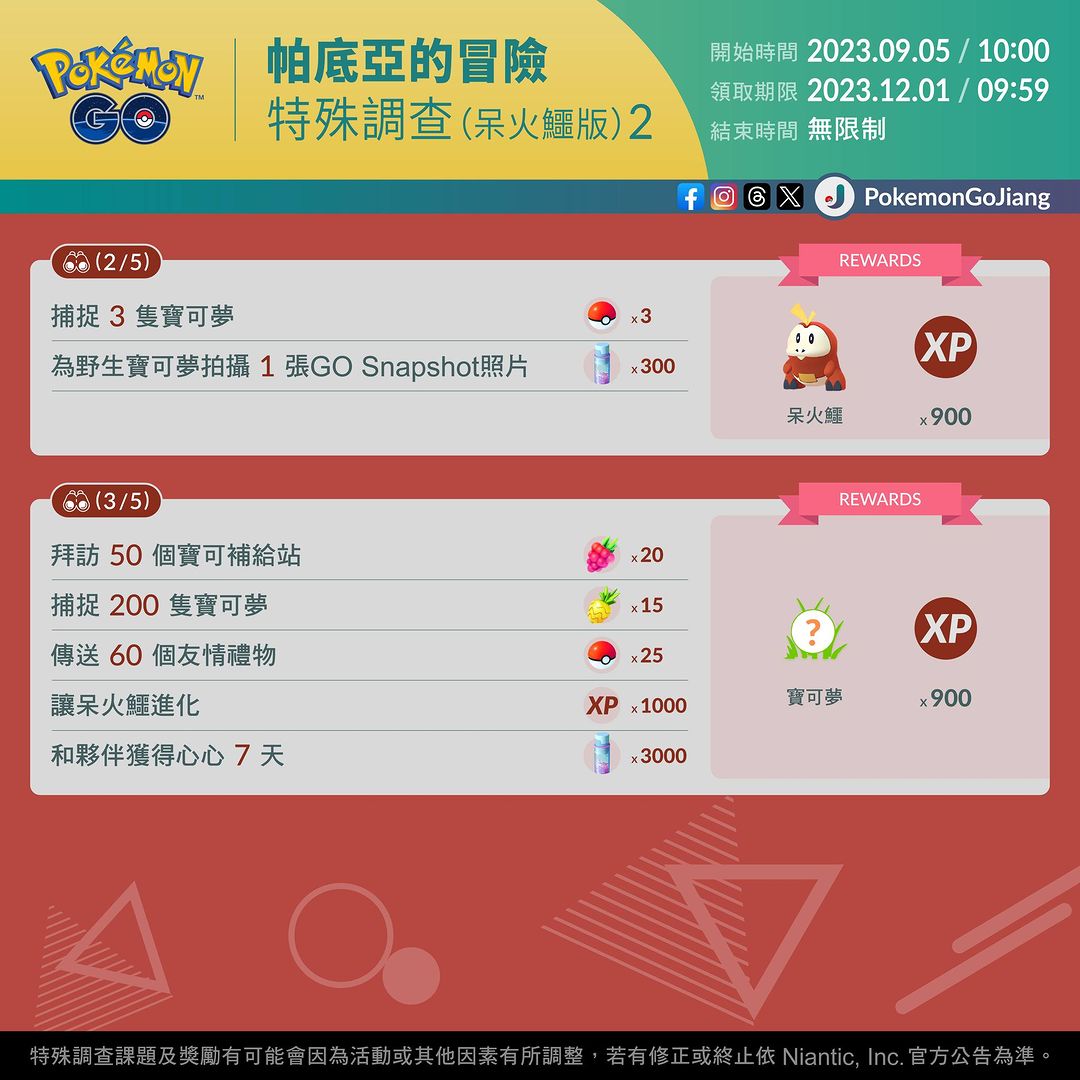 POKéMON GO TM
帕底亞的冒險
特殊調查(呆火鱷版)2
開始時間 2023.09.05 / 10:00
領取期限 2023.12.01 / 09:59
結束時間 無限制
PokemonGoJiang
(2/5)
REWARDS
捕捉 3 隻寶可夢 x3
為野生寶可夢拍攝 1 張GO Snapshot照片 x300
XP
呆火鱷 x900
(3/5)
REWARDS
拜訪 50 個寶可補給站 x20
捕捉 200 隻寶可夢 x15
傳送 60 個友情禮物 x25
讓呆火鱷進化 XP x1000
和夥伴獲得心心 7 天 x3000
? XP
寶可夢 x900
特殊調查課題及獎勵有可能會因為活動或其他因素有所調整，若有修正或終止依 Niantic, Inc. 官方公告為準。